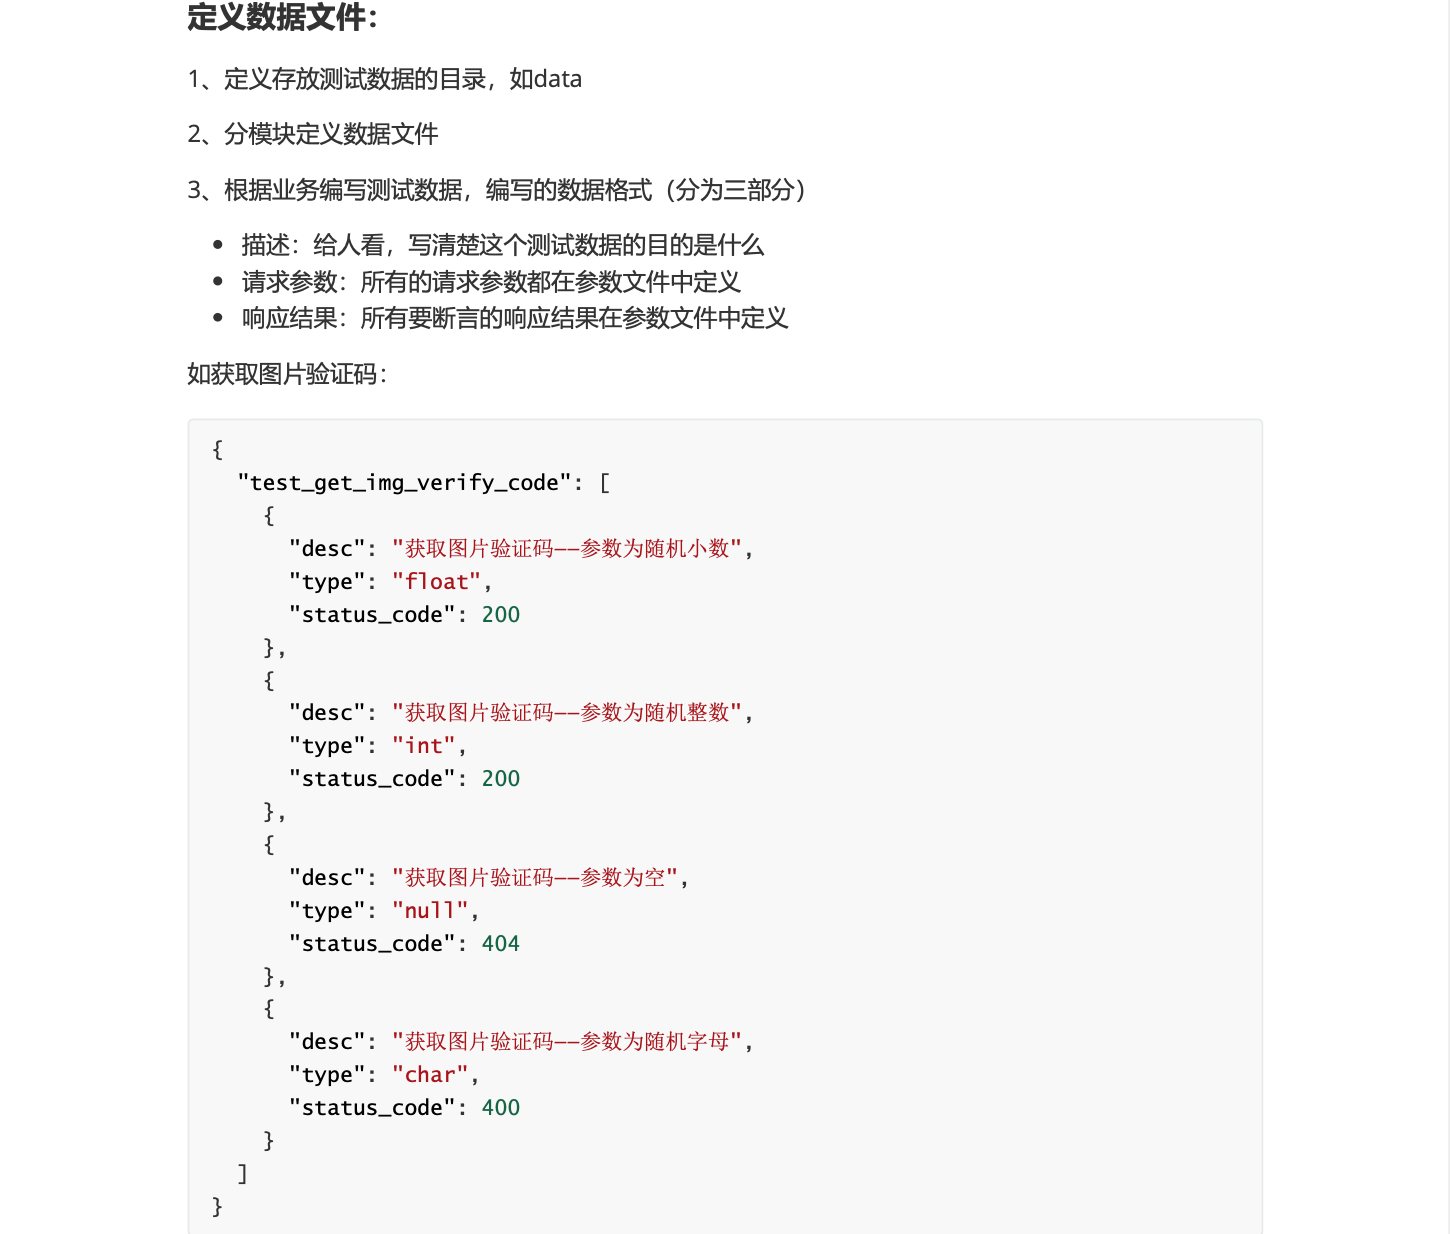 定义数据文件：
1、定义存放测试数据的目录，如data
2、分模块定义数据文件
3、根据业务编写测试数据，编写的数据格式（分为三部分）
• 描述：给人看，写清楚这个测试数据的目的是什么
• 请求参数：所有的请求参数都在参数文件中定义
• 响应结果：所有要断言的响应结果在参数文件中定义
如获取图片验证码：
{
  "test_get_img_verify_code": [
    {
      "desc": "获取图片验证码--参数为随机小数",
      "type": "float",
      "status_code": 200
    },
    {
      "desc": "获取图片验证码--参数为随机整数",
      "type": "int",
      "status_code": 200
    },
    {
      "desc": "获取图片验证码--参数为空",
      "type": "null",
      "status_code": 404
    },
    {
      "desc": "获取图片验证码--参数为随机字母",
      "type": "char",
      "status_code": 400
    }
  ]
}